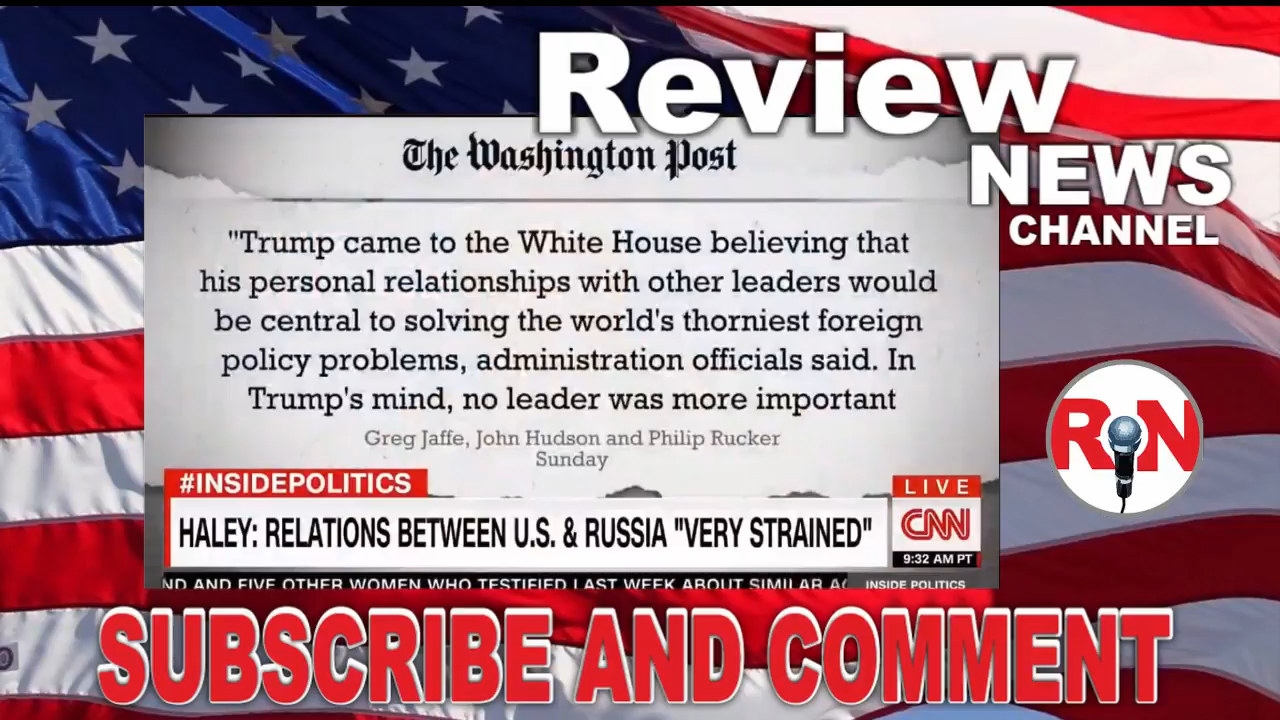 Review
NEWS
CHANNEL
The Washington Post
"Trump came to the White House believing that
his personal relationships with other leaders would
be central to solving the world's thorniest foreign
policy problems, administration officials said. In
Trump's mind, no leader was more important
Greg Jaffe, John Hudson and Philip Rucker
Sunday
RN
#INSIDEPOLITICS
LIVE
HALEY: RELATIONS BETWEEN U.S. & RUSSIA "VERY STRAINED"
CNN
9:32 AM PT
AND FIVE OTHER WOMEN WHO TESTIFIED LAST WEEK ABOUT SIMILAR
INSIDE POLITICS
SUBSCRIBE AND COMMENT